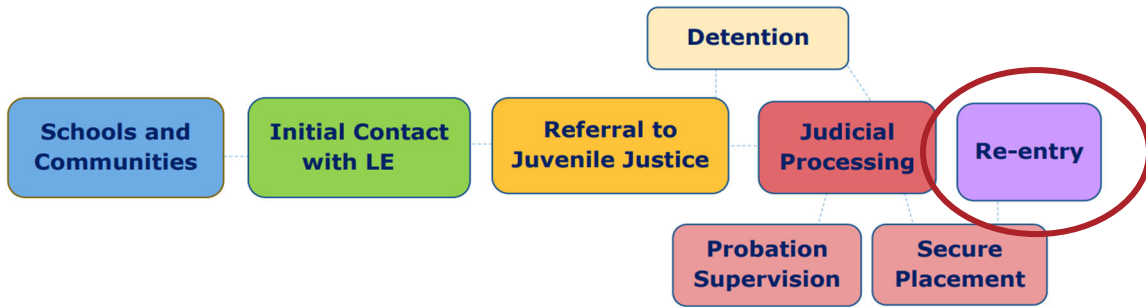 Detention
Schools and
Communities
Initial Contact
with LE
Referral to
Juvenile Justice
Judicial
Processing
Re-entry
Probation
Supervision
Secure
Placement